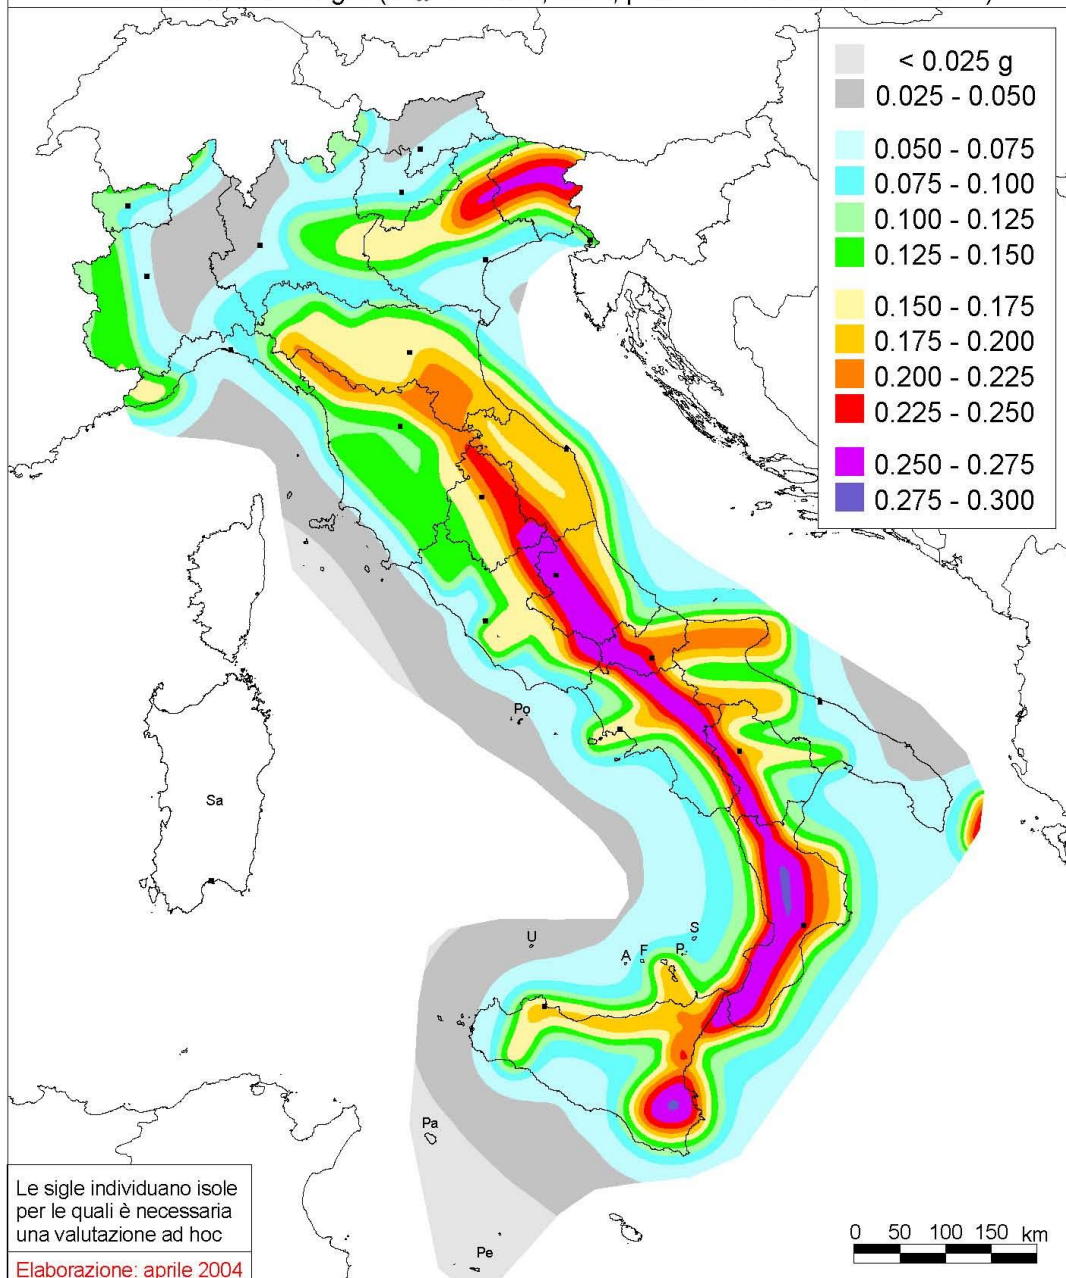 < 0.025 g
0.025 - 0.050
0.050 - 0.075
0.075 - 0.100
0.100 - 0.125
0.125 - 0.150
0.150 - 0.175
0.175 - 0.200
0.200 - 0.225
0.225 - 0.250
0.250 - 0.275
0.275 - 0.300
Po
Sa
U
A
F
P
S
Pa
Pe
Le sigle individuano isole
per le quali è necessaria
una valutazione ad hoc
Elaborazione: aprile 2004
0 50 100 150 km